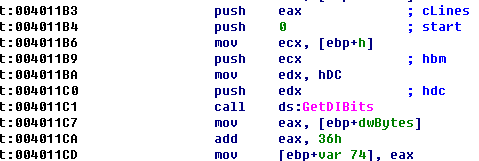 t:004011B3 push eax ; cLines
t:004011B4 push 0 ; start
t:004011B6 mov ecx, [ebp+h]
t:004011B9 push ecx ; hbm
t:004011BA mov edx, hDC
t:004011C0 push edx ; hdc
t:004011C1 call ds:GetDIBits
t:004011C7 mov eax, [ebp+dwBytes]
t:004011CA add eax, 36h
t:004011CD mov [ebp+var_74], eax